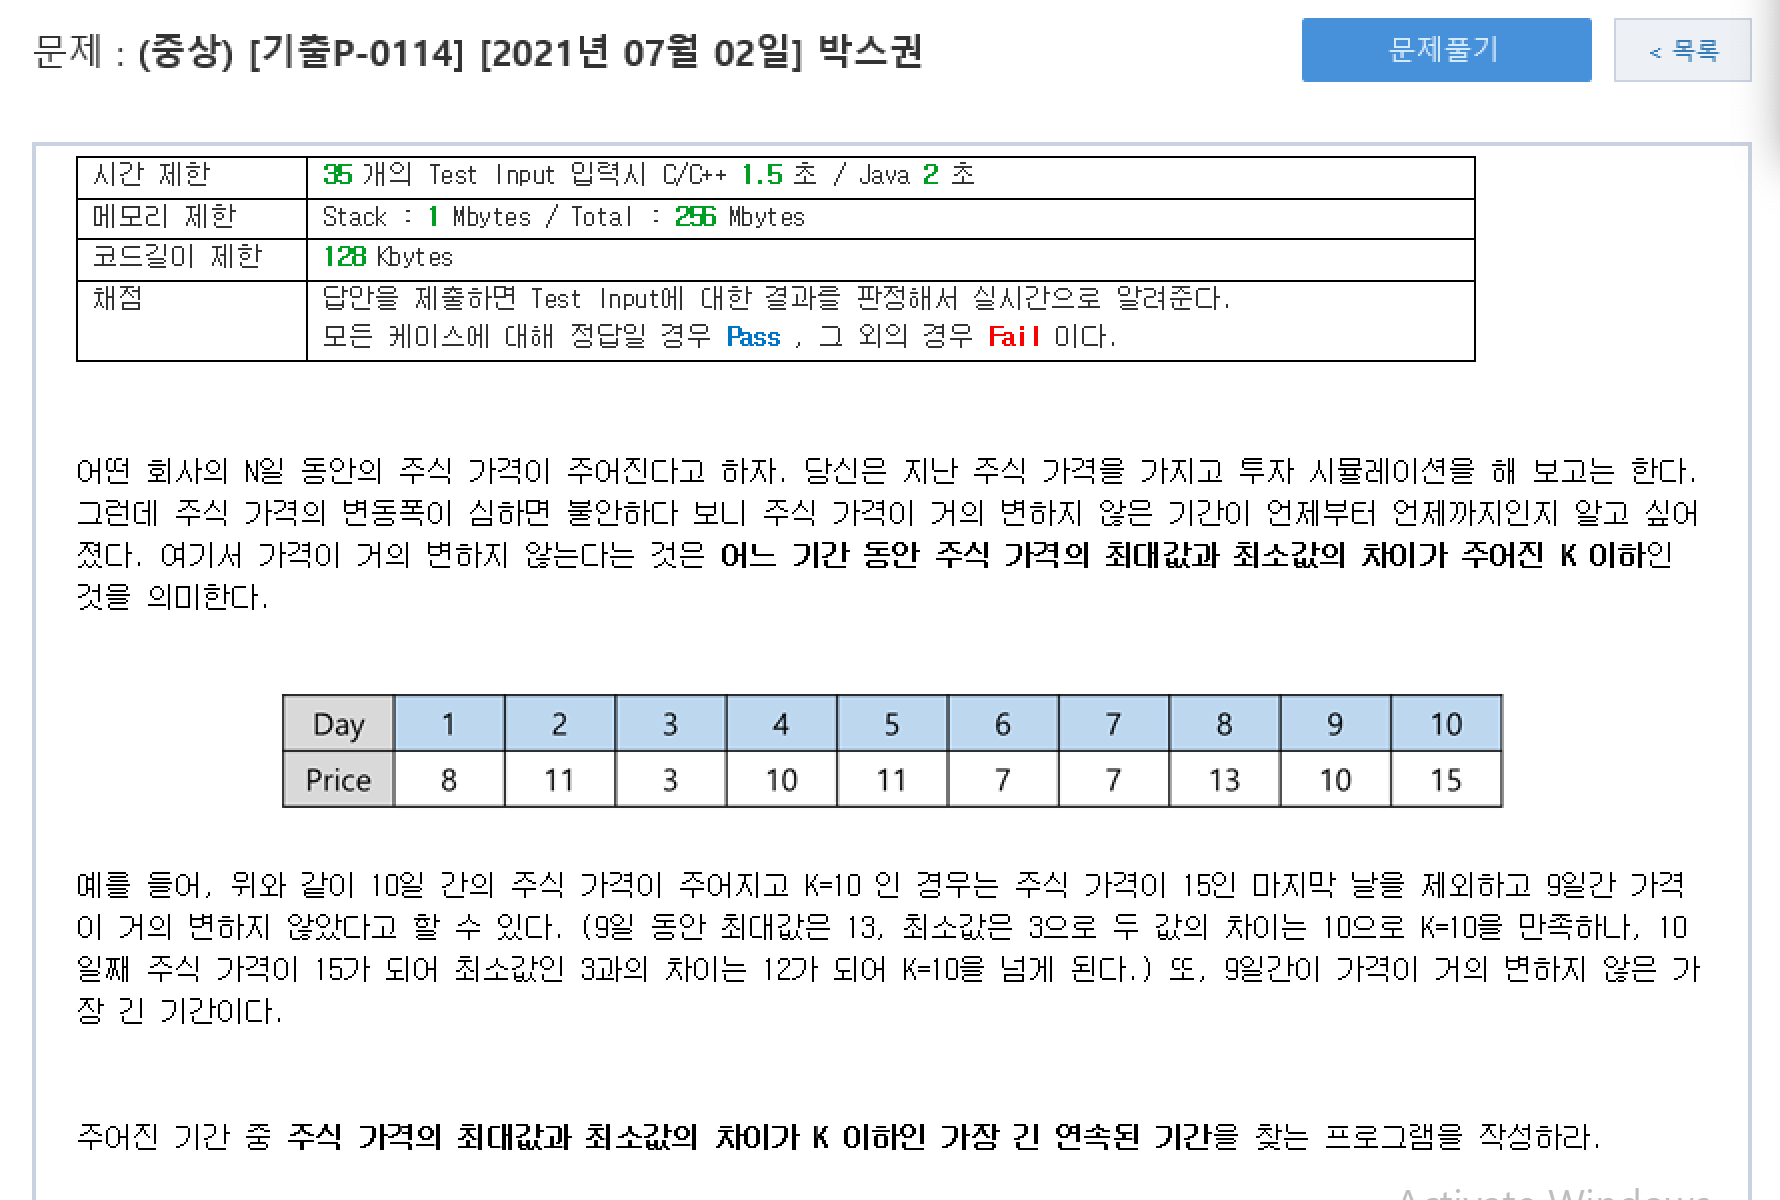 문제 : (중상) [기출P-0114] [2021년 07월 02일] 박스권
문제풀기
< 목록
시간 제한 35 개의 Test Input 입력시 C/C++ 1.5 초 / Java 2 초
메모리 제한 Stack : 1 Mbytes / Total : 256 Mbytes
코드길이 제한 128 Kbytes
채점 답안을 제출하면 Test Input에 대한 결과를 판정해서 실시간으로 알려준다.
모든 케이스에 대해 정답일 경우 Pass , 그 외의 경우 Fail 이다.
어떤 회사의 N일 동안의 주식 가격이 주어진다고 하자. 당신은 지난 주식 가격을 가지고 투자 시뮬레이션을 해 보고는 한다.
그런데 주식 가격의 변동폭이 심하면 불안하다 보니 주식 가격이 거의 변하지 않은 기간이 언제부터 언제까지인지 알고 싶어
졌다. 여기서 가격이 거의 변하지 않는다는 것은 어느 기간 동안 주식 가격의 최대값과 최소값의 차이가 주어진 K 이하인
것을 의미한다.
Day 1 2 3 4 5 6 7 8 9 10
Price 8 11 3 10 11 7 7 13 10 15
예를 들어, 위와 같이 10일 간의 주식 가격이 주어지고 K=10 인 경우는 주식 가격이 15인 마지막 날을 제외하고 9일간 가격
이 거의 변하지 않았다고 할 수 있다. (9일 동안 최대값은 13, 최소값은 3으로 두 값의 차이는 10으로 K=10을 만족하나, 10
일째 주식 가격이 15가 되어 최소값인 3과의 차이는 12가 되어 K=10을 넘게 된다.) 또, 9일간이 가격이 거의 변하지 않은 가
장 긴 기간이다.
주어진 기간 중 주식 가격의 최대값과 최소값의 차이가 K 이하인 가장 긴 연속된 기간을 찾는 프로그램을 작성하라.
Activate Windows